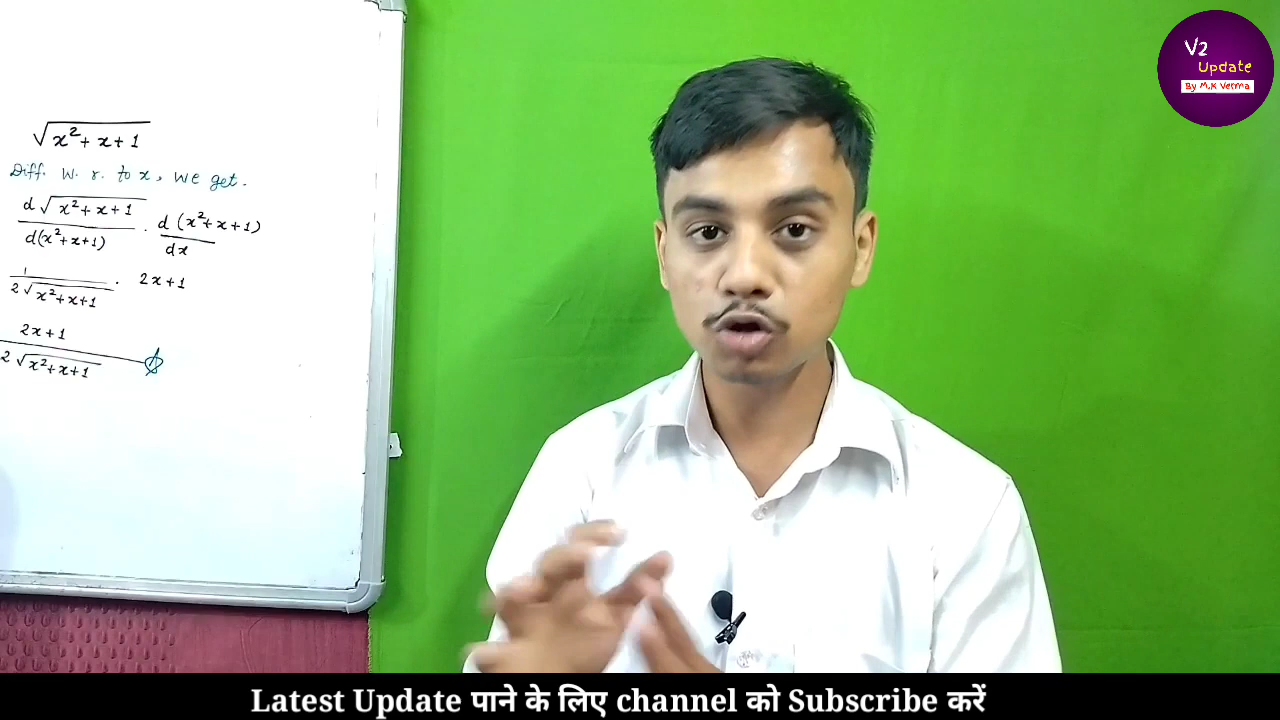 √(x²+x+1)
Diff. w. r. to x, we get.
d√(x²+x+1)/d(x²+x+1) · d(x²+x+1)/dx
1/(2√(x²+x+1)) · 2x+1
(2x+1)/(2√(x²+x+1))
V2
Update
By M.K Verma
Latest Update पाने के लिए channel को Subscribe करें